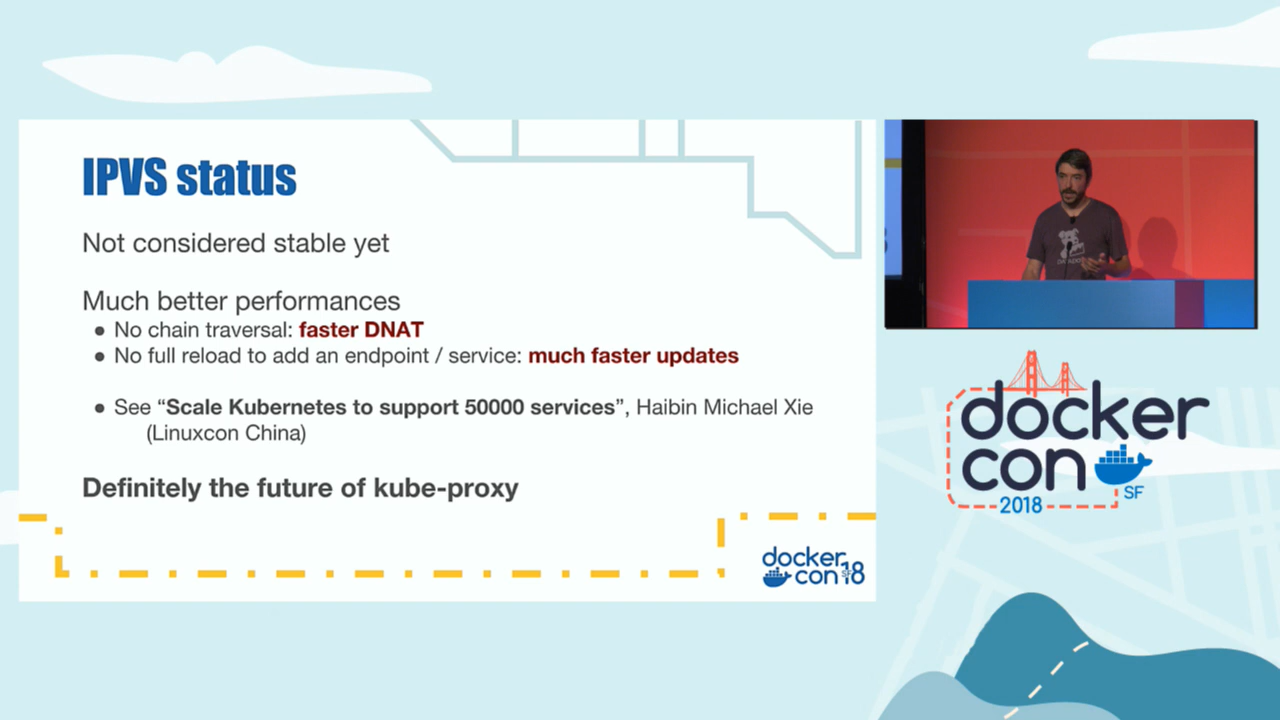 IPVS status
Not considered stable yet
Much better performances
● No chain traversal: faster DNAT
● No full reload to add an endpoint / service: much faster updates
● See “Scale Kubernetes to support 50000 services”, Haibin Michael Xie
(Linuxcon China)
Definitely the future of kube-proxy
docker
con18
SF
docker
con
SF
2018